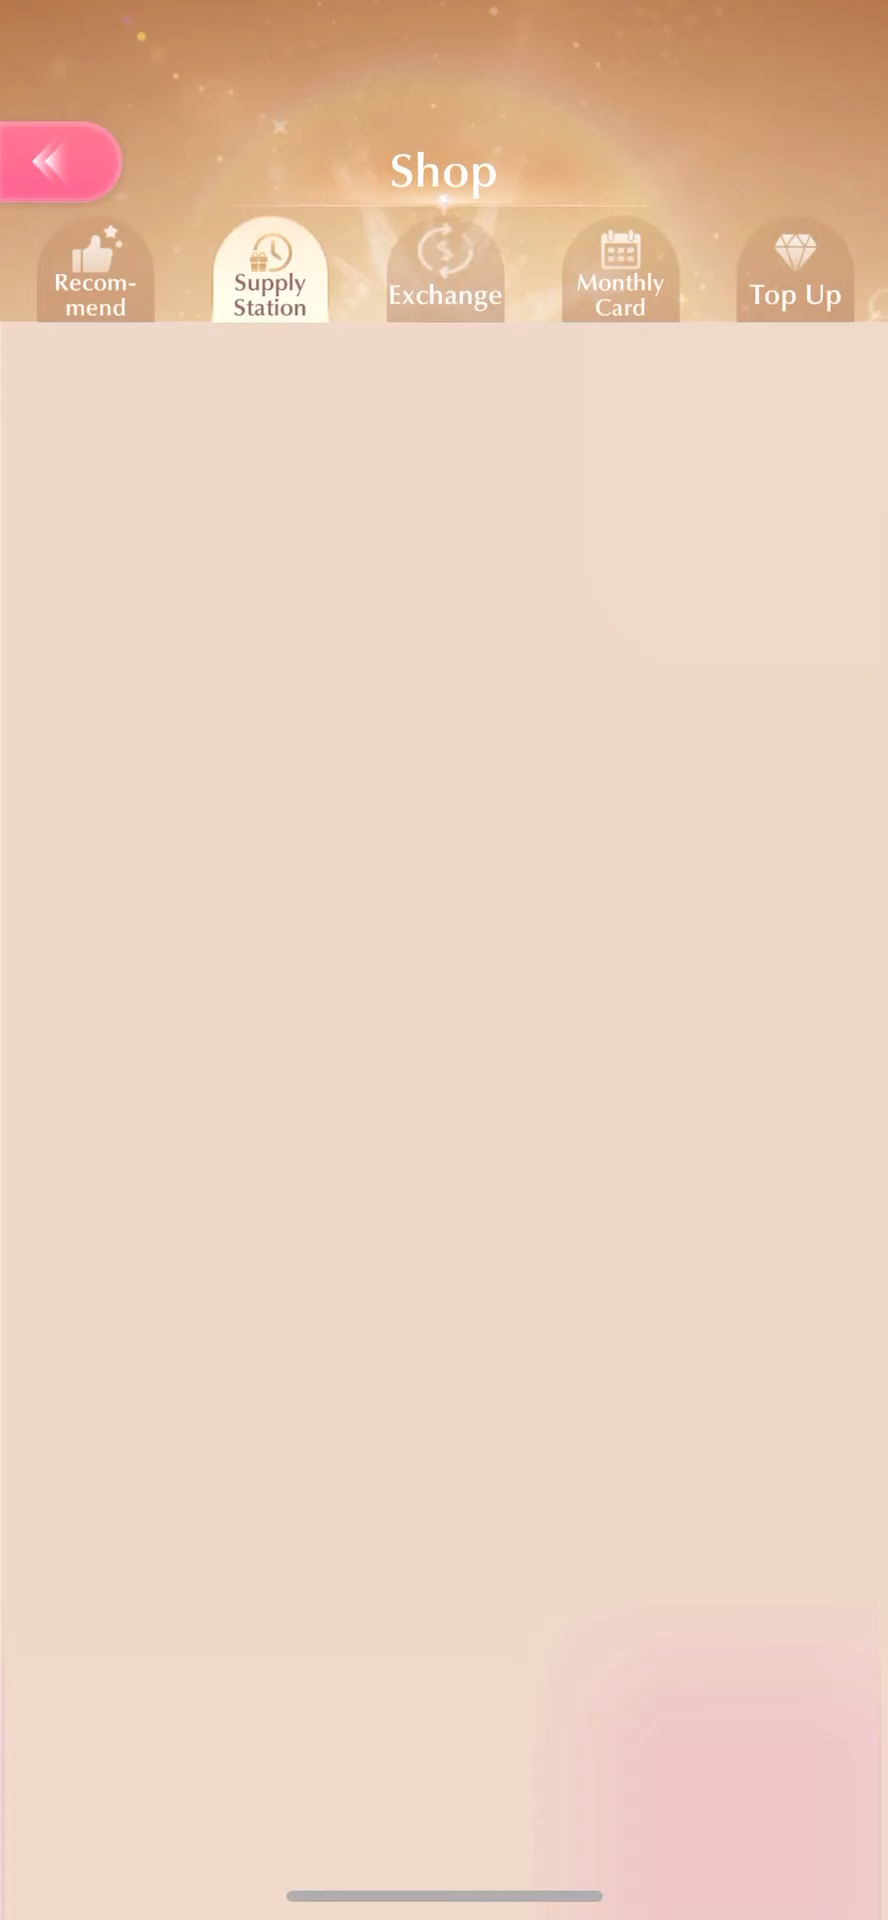 Shop
Recom-
mend
Supply
Station
Exchange
Monthly
Card
Top Up